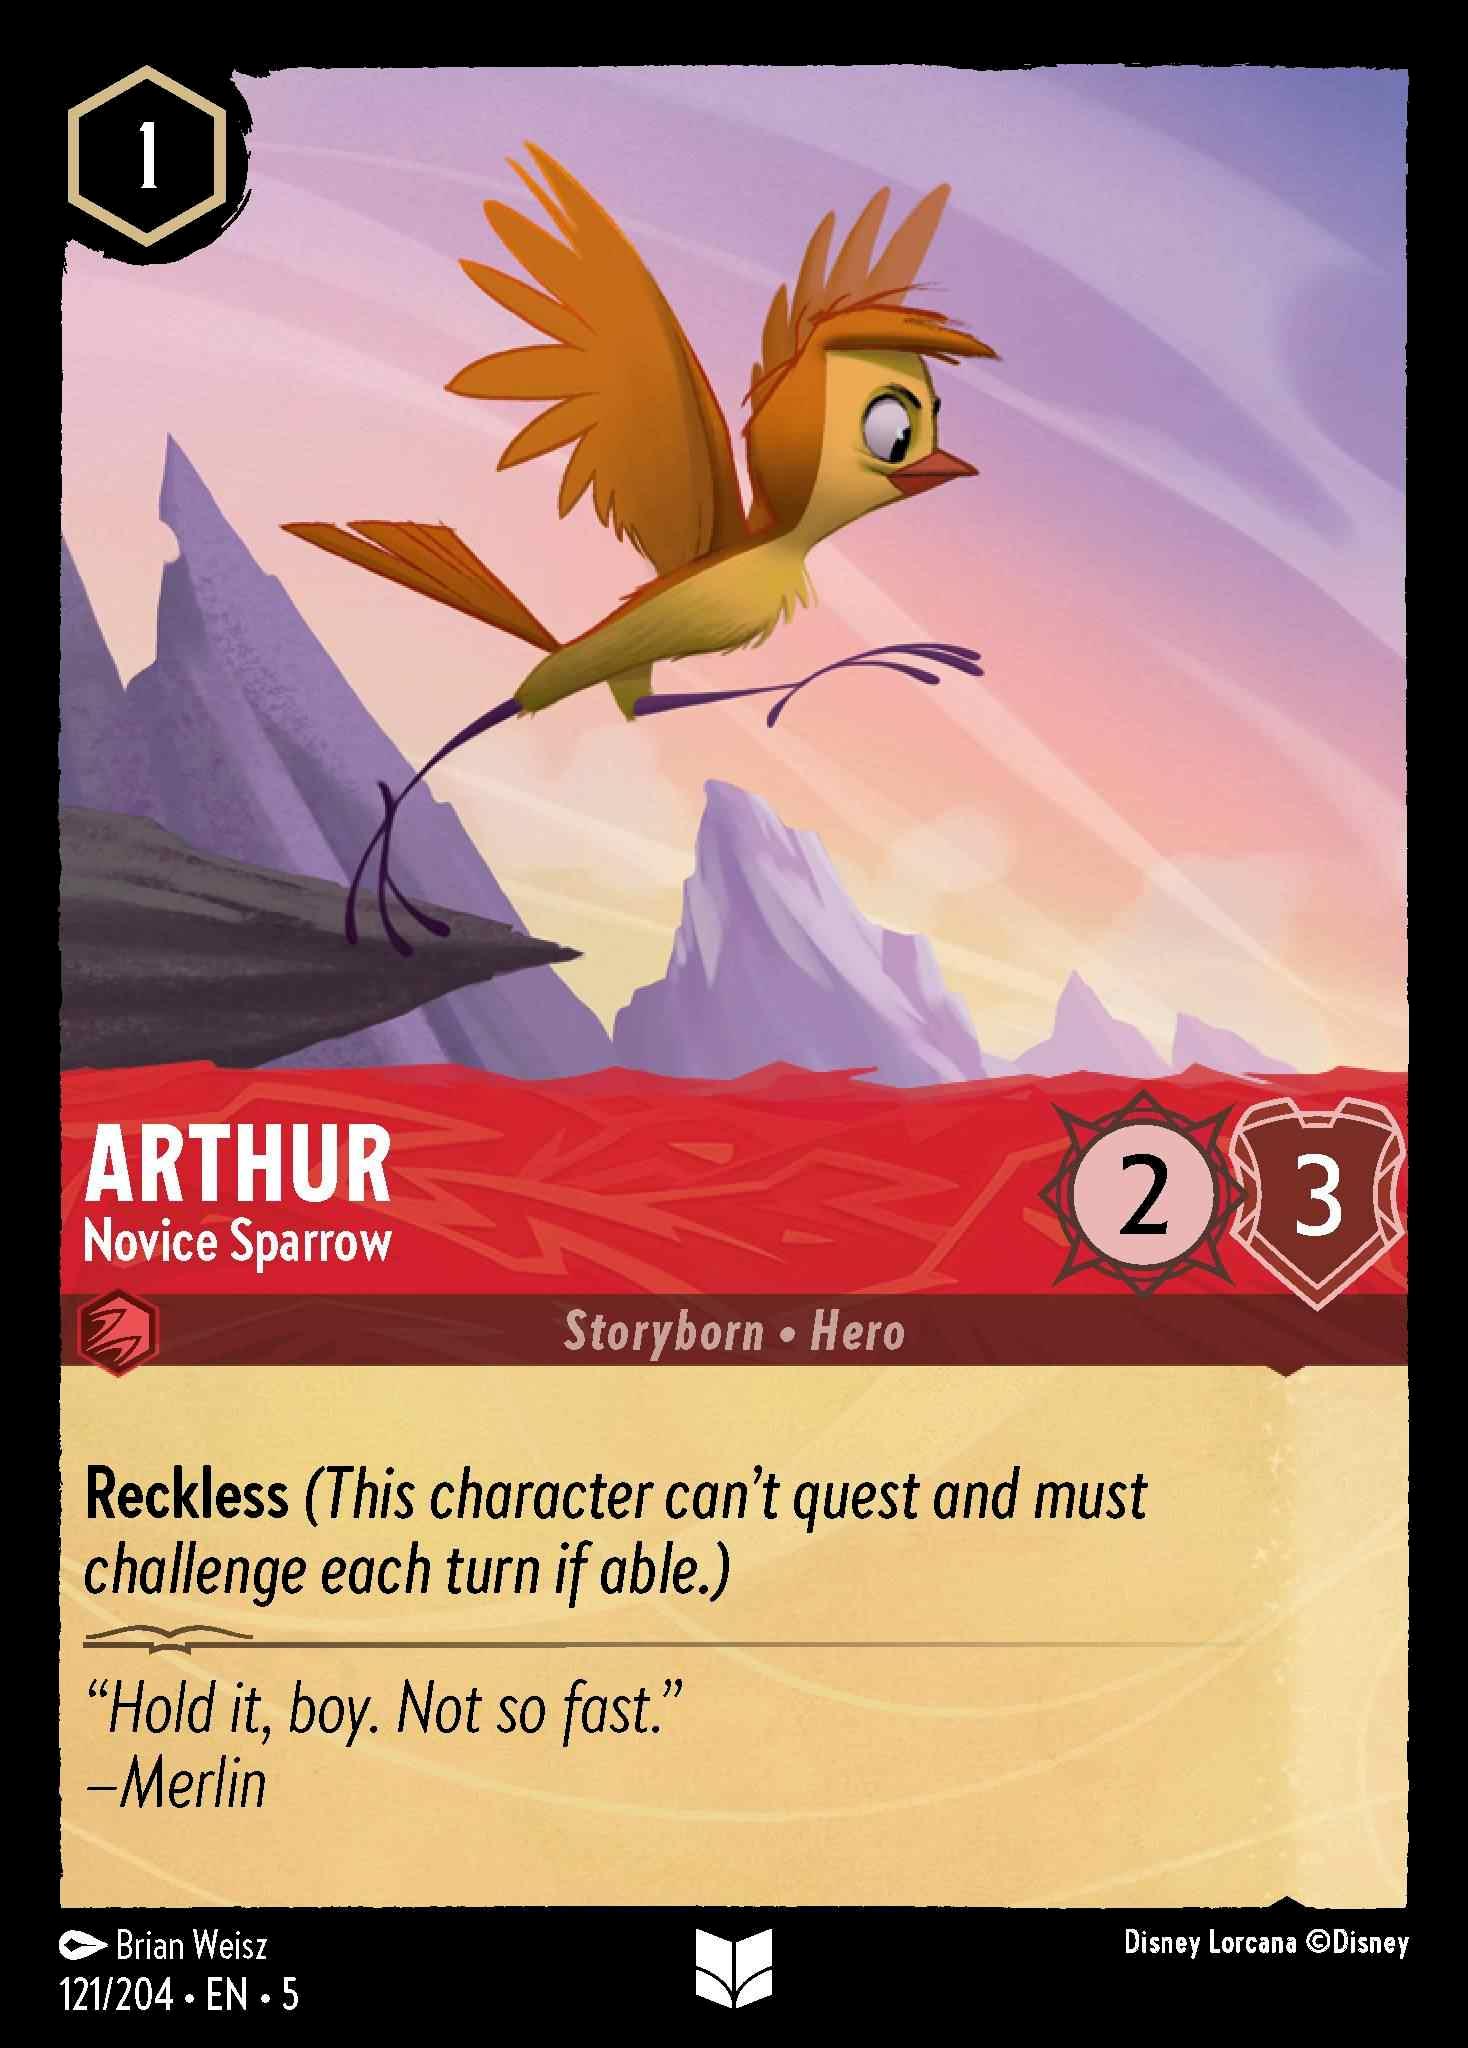 1
ARTHUR
Novice Sparrow
2 3
Storyborn • Hero
Reckless (This character can’t quest and must
challenge each turn if able.)
“Hold it, boy. Not so fast.”
–Merlin
Brian Weisz
Disney Lorcana ©Disney
121/204 • EN • 5